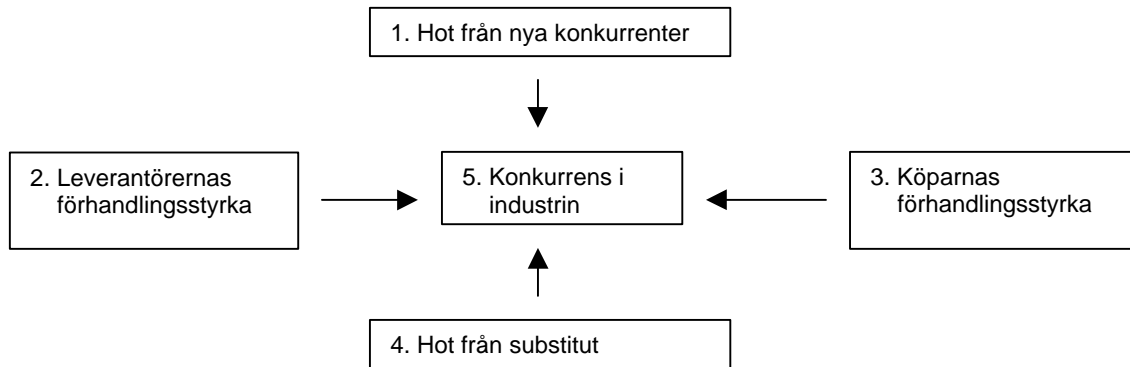 1. Hot från nya konkurrenter
2. Leverantörernas
förhandlingsstyrka
5. Konkurrens i
industrin
3. Köparnas
förhandlingsstyrka
4. Hot från substitut